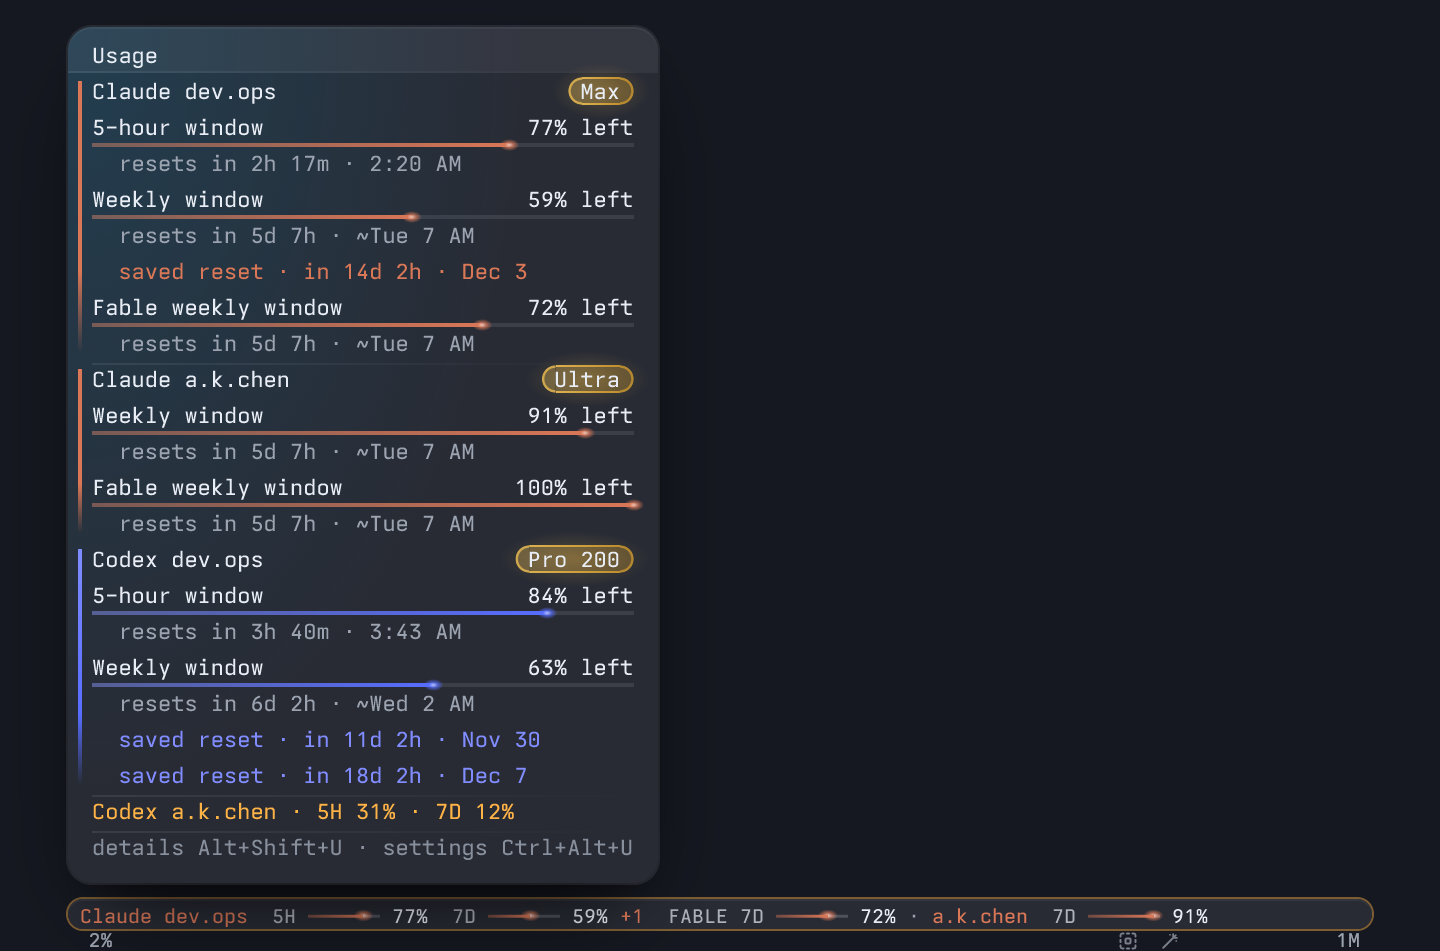 Usage
Claude dev.ops Max
5-hour window 77% left
resets in 2h 17m · 2:20 AM
Weekly window 59% left
resets in 5d 7h · ~Tue 7 AM
saved reset · in 14d 2h · Dec 3
Fable weekly window 72% left
resets in 5d 7h · ~Tue 7 AM
Claude a.k.chen Ultra
Weekly window 91% left
resets in 5d 7h · ~Tue 7 AM
Fable weekly window 100% left
resets in 5d 7h · ~Tue 7 AM
Codex dev.ops Pro 200
5-hour window 84% left
resets in 3h 40m · 3:43 AM
Weekly window 63% left
resets in 6d 2h · ~Wed 2 AM
saved reset · in 11d 2h · Nov 30
saved reset · in 18d 2h · Dec 7
Codex a.k.chen · 5H 31% · 7D 12%
details Alt+Shift+U · settings Ctrl+Alt+U
Claude dev.ops 5H 77% 7D 59% +1 FABLE 7D 72% · a.k.chen 7D 91%
2% 1M